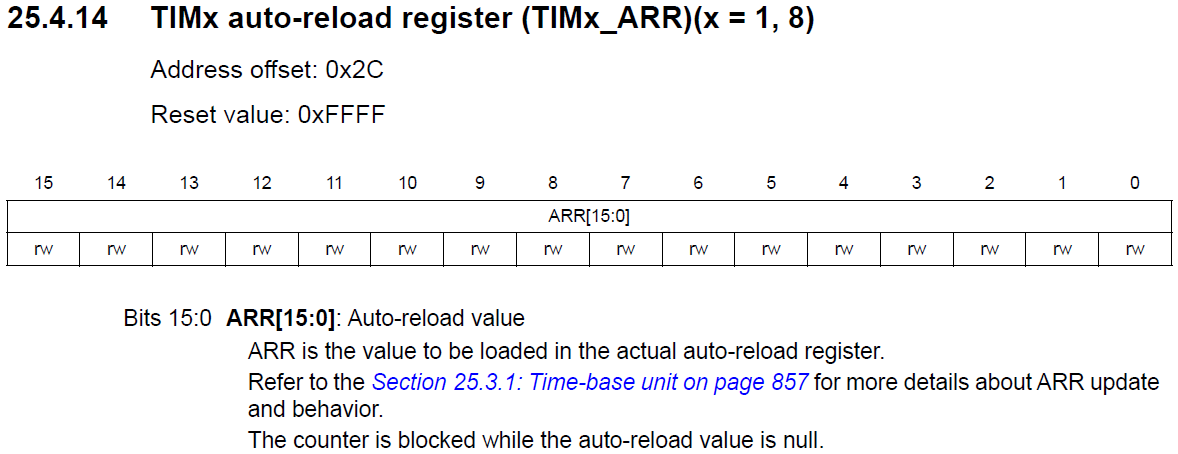 25.4.14 TIMx auto-reload register (TIMx_ARR)(x = 1, 8)
Address offset: 0x2C
Reset value: 0xFFFF
15 14 13 12 11 10 9 8 7 6 5 4 3 2 1 0
ARR[15:0]
rw rw rw rw rw rw rw rw rw rw rw rw rw rw rw rw
Bits 15:0 ARR[15:0]: Auto-reload value
ARR is the value to be loaded in the actual auto-reload register.
Refer to the Section 25.3.1: Time-base unit on page 857 for more details about ARR update
and behavior.
The counter is blocked while the auto-reload value is null.